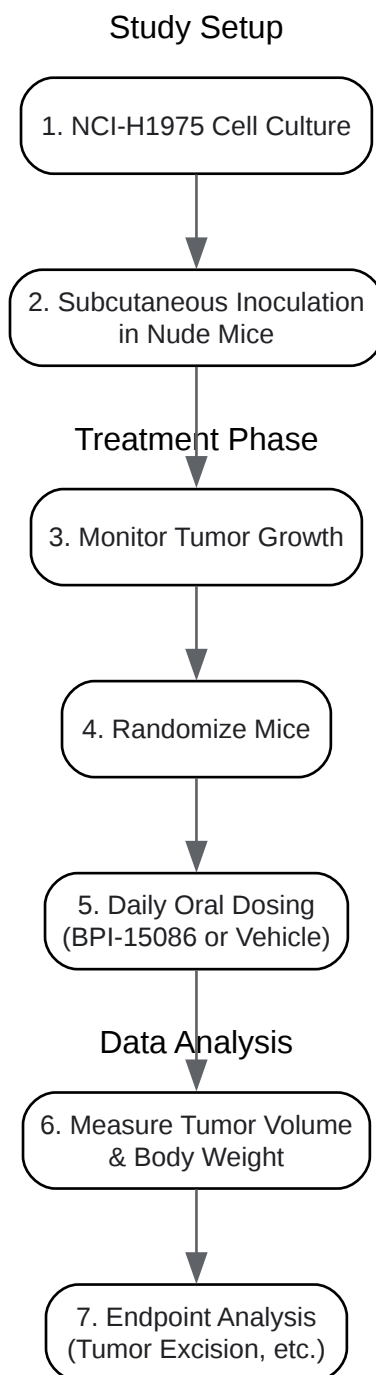 Study Setup
1. NCI-H1975 Cell Culture
2. Subcutaneous Inoculation
in Nude Mice
Treatment Phase
3. Monitor Tumor Growth
4. Randomize Mice
5. Daily Oral Dosing
(BPI-15086 or Vehicle)
Data Analysis
6. Measure Tumor Volume
& Body Weight
7. Endpoint Analysis
(Tumor Excision, etc.)